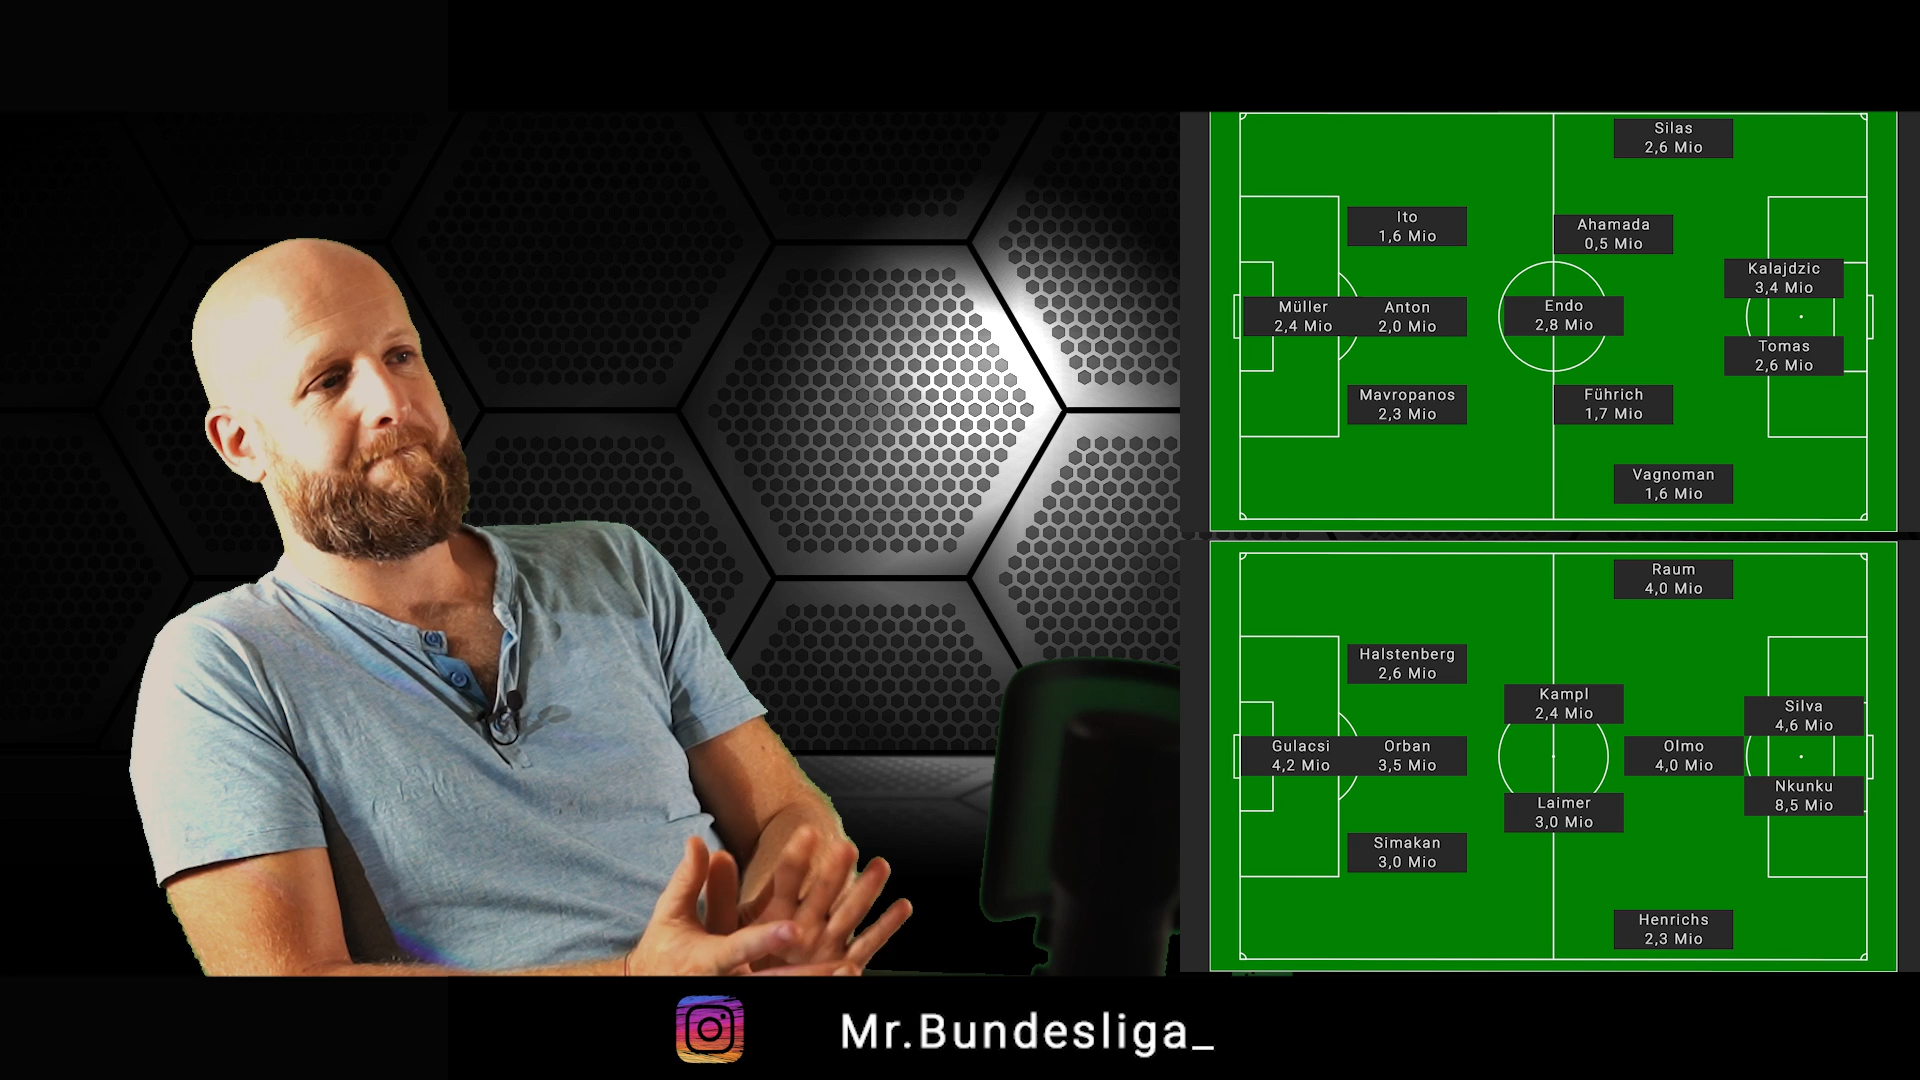 Silas
2,6 Mio
Ito
1,6 Mio
Ahamada
0,5 Mio
Kalajdzic
3,4 Mio
Müller
2,4 Mio
Anton
2,0 Mio
Endo
2,8 Mio
Tomas
2,6 Mio
Mavropanos
2,3 Mio
Führich
1,7 Mio
Vagnoman
1,6 Mio
Raum
4,0 Mio
Halstenberg
2,6 Mio
Kampl
2,4 Mio
Silva
4,6 Mio
Gulacsi
4,2 Mio
Orban
3,5 Mio
Olmo
4,0 Mio
Nkunku
8,5 Mio
Laimer
3,0 Mio
Simakan
3,0 Mio
Henrichs
2,3 Mio
Mr.Bundesliga_